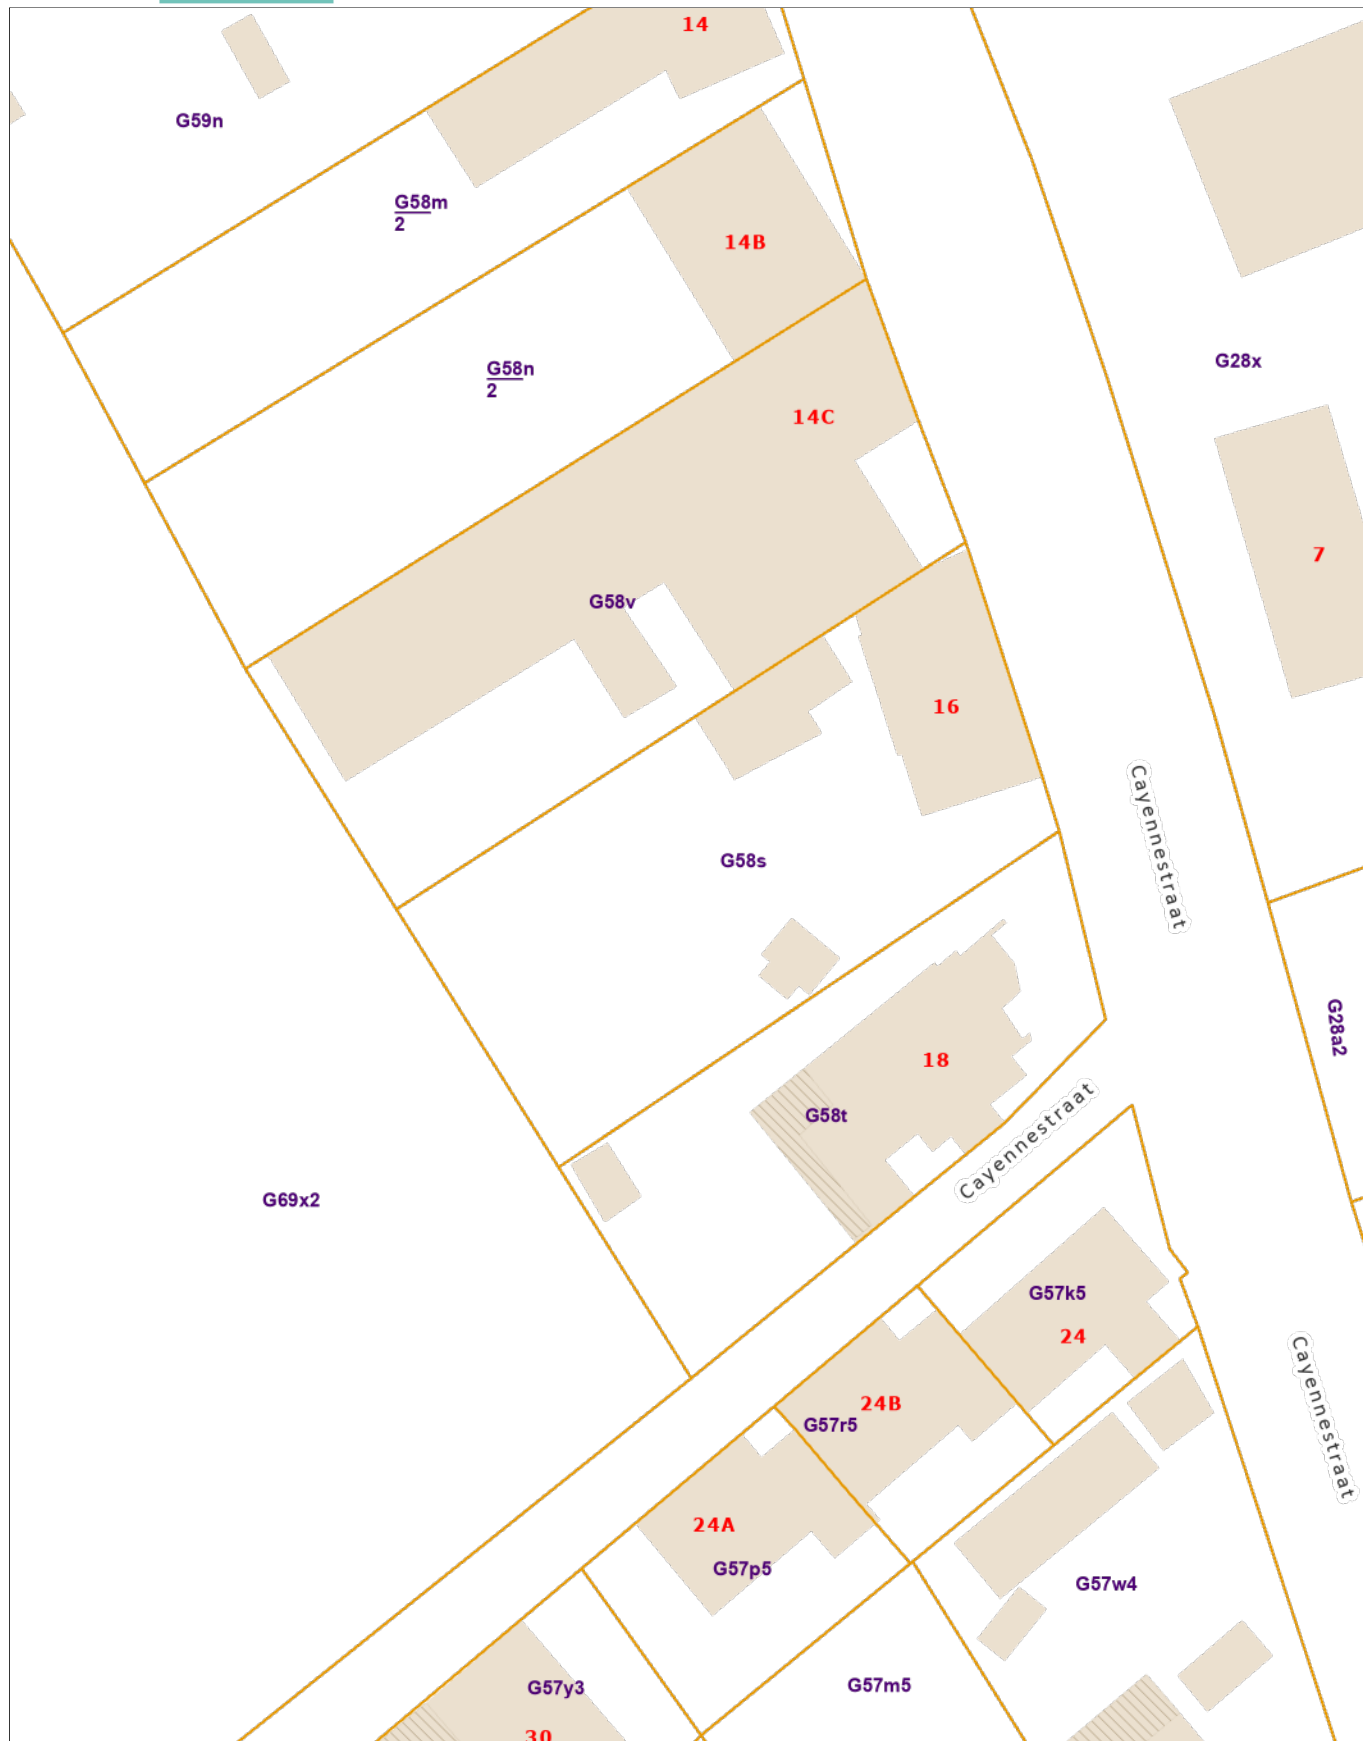 14
G59n
G58m
2
14B
G28x
G58n
2
14C
7
G58v
16
Cayennestraat
G58s
G28a2
18
Cayennestraat
G58t
G69x2
G57k5
24
Cayennestraat
24B
G57r5
24A
G57p5
G57w4
G57m5
G57y3
30